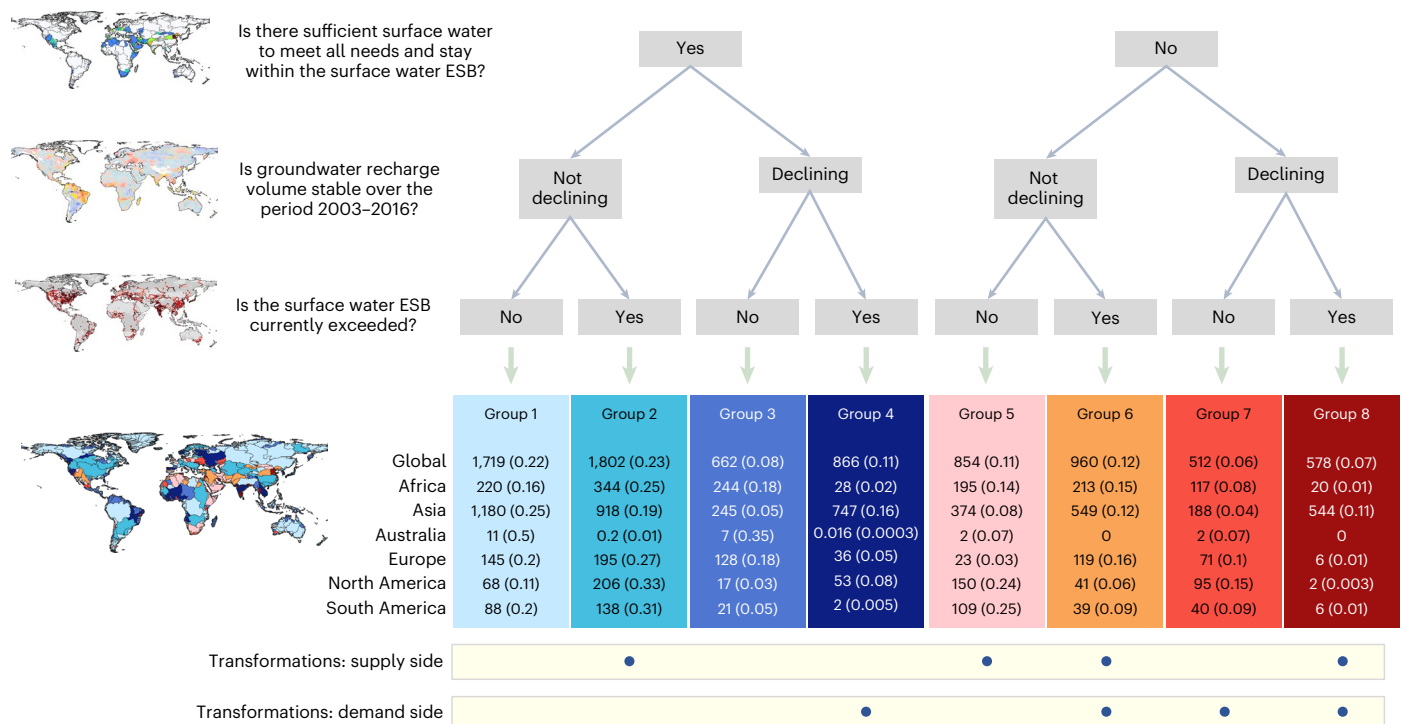 Is there sufficient surface water
to meet all needs and stay
within the surface water ESB?
Yes
No
Is groundwater recharge
volume stable over the
period 2003–2016?
Not
declining
Declining
Not
declining
Declining
Is the surface water ESB
currently exceeded?
No
Yes
No
Yes
No
Yes
No
Yes
Group 1 Group 2 Group 3 Group 4 Group 5 Group 6 Group 7 Group 8
Global 1,719 (0.22) 1,802 (0.23) 662 (0.08) 866 (0.11) 854 (0.11) 960 (0.12) 512 (0.06) 578 (0.07)
Africa 220 (0.16) 344 (0.25) 244 (0.18) 28 (0.02) 195 (0.14) 213 (0.15) 117 (0.08) 20 (0.01)
Asia 1,180 (0.25) 918 (0.19) 245 (0.05) 747 (0.16) 374 (0.08) 549 (0.12) 188 (0.04) 544 (0.11)
Australia 11 (0.5) 0.2 (0.01) 7 (0.35) 0.016 (0.0003) 2 (0.07) 0 2 (0.07) 0
Europe 145 (0.2) 195 (0.27) 128 (0.18) 36 (0.05) 23 (0.03) 119 (0.16) 71 (0.1) 6 (0.01)
North America 68 (0.11) 206 (0.33) 17 (0.03) 53 (0.08) 150 (0.24) 41 (0.06) 95 (0.15) 2 (0.003)
South America 88 (0.2) 138 (0.31) 21 (0.05) 2 (0.005) 109 (0.25) 39 (0.09) 40 (0.09) 6 (0.01)
Transformations: supply side
Transformations: demand side